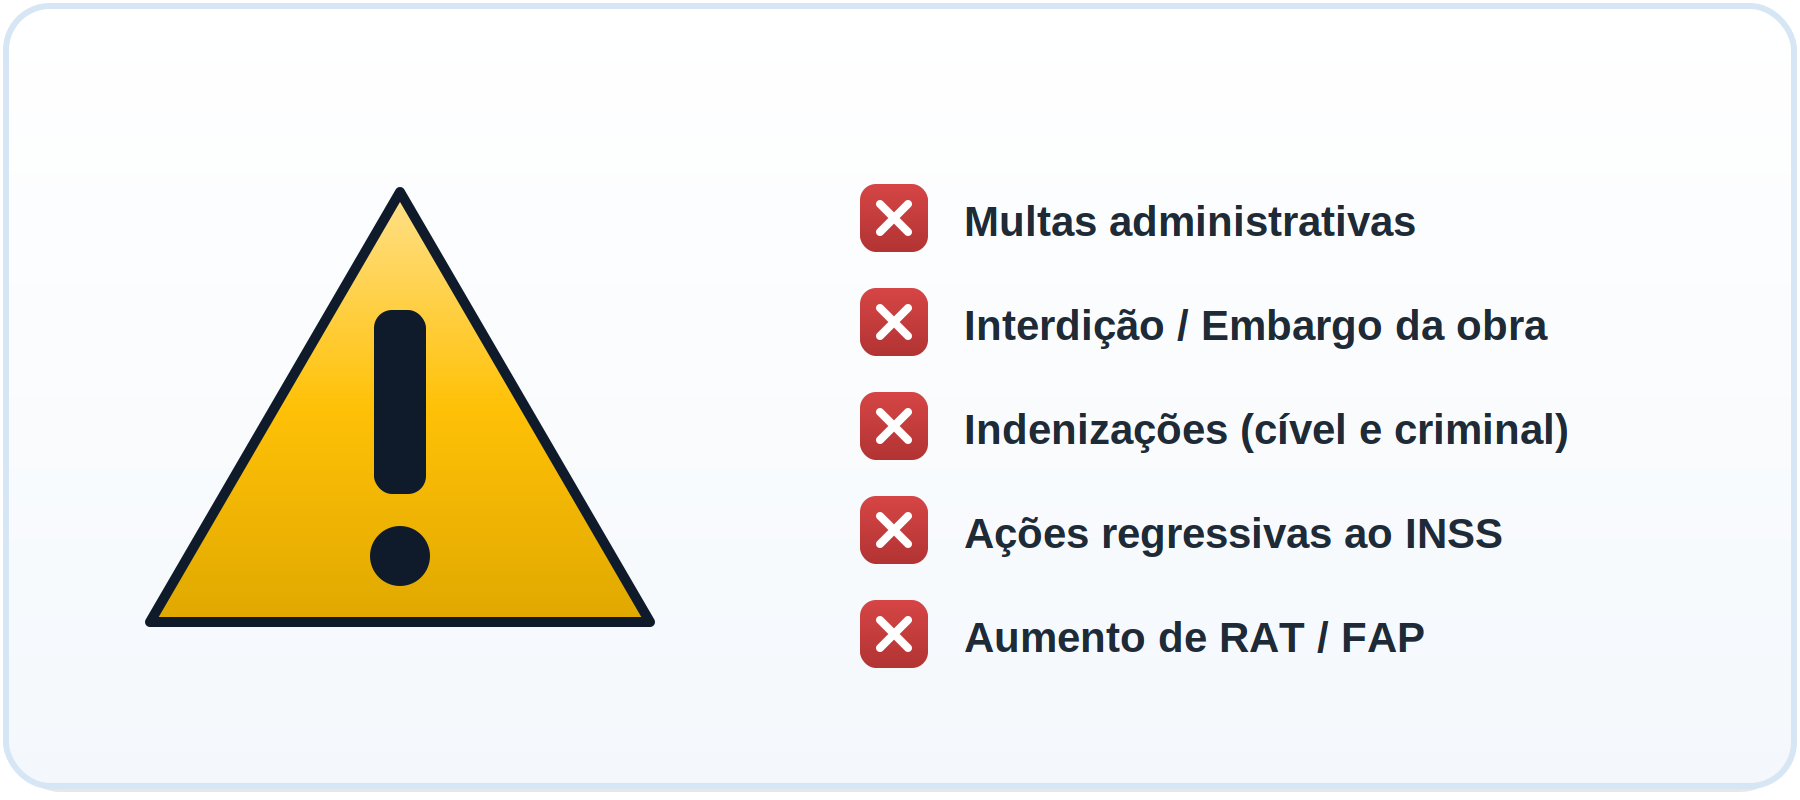 Multas administrativas
Interdição / Embargo da obra
Indenizações (cível e criminal)
Ações regressivas ao INSS
Aumento de RAT / FAP